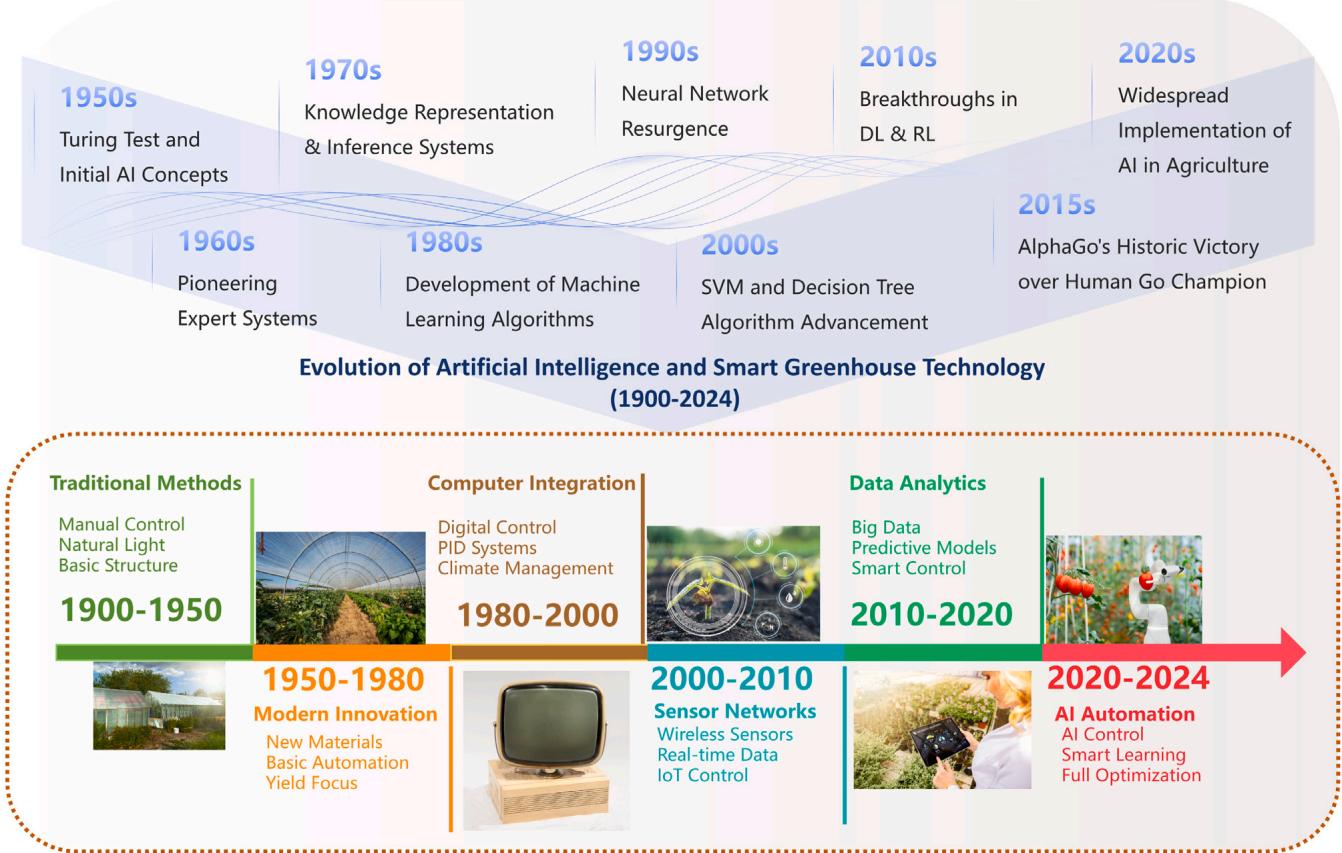 1950s
Turing Test and
Initial AI Concepts
1960s
Pioneering
Expert Systems
1970s
Knowledge Representation
& Inference Systems
1980s
Development of Machine
Learning Algorithms
1990s
Neural Network
Resurgence
2000s
SVM and Decision Tree
Algorithm Advancement
2010s
Breakthroughs in
DL & RL
2015s
AlphaGo's Historic Victory
over Human Go Champion
2020s
Widespread
Implementation of
AI in Agriculture
Evolution of Artificial Intelligence and Smart Greenhouse Technology
(1900-2024)
Traditional Methods
Manual Control
Natural Light
Basic Structure
1900-1950
1950-1980
Modern Innovation
New Materials
Basic Automation
Yield Focus
Computer Integration
Digital Control
PID Systems
Climate Management
1980-2000
2000-2010
Sensor Networks
Wireless Sensors
Real-time Data
IoT Control
Data Analytics
Big Data
Predictive Models
Smart Control
2010-2020
2020-2024
AI Automation
AI Control
Smart Learning
Full Optimization